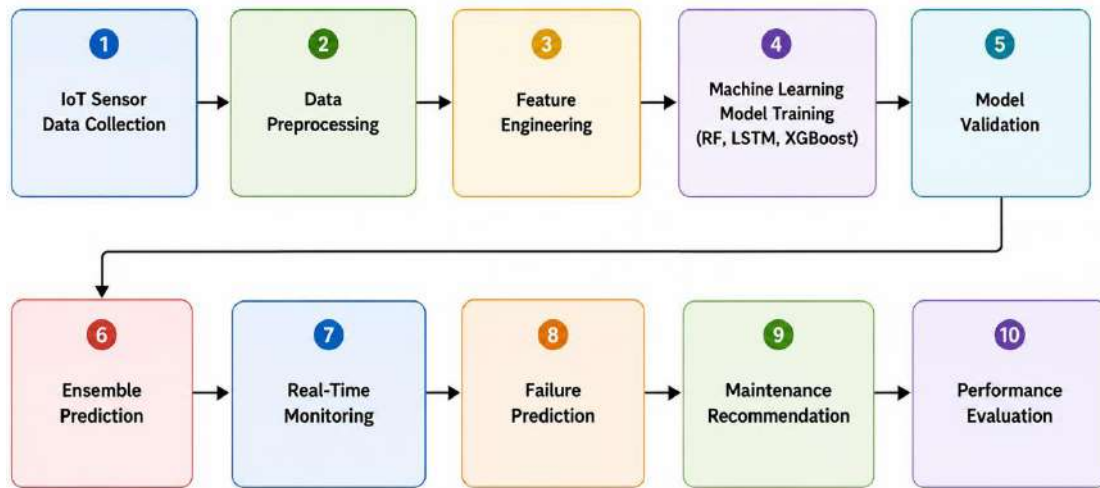 1
IoT Sensor
Data Collection
2
Data
Preprocessing
3
Feature
Engineering
4
Machine Learning
Model Training
(RF, LSTM, XGBoost)
5
Model
Validation
6
Ensemble
Prediction
7
Real-Time
Monitoring
8
Failure
Prediction
9
Maintenance
Recommendation
10
Performance
Evaluation